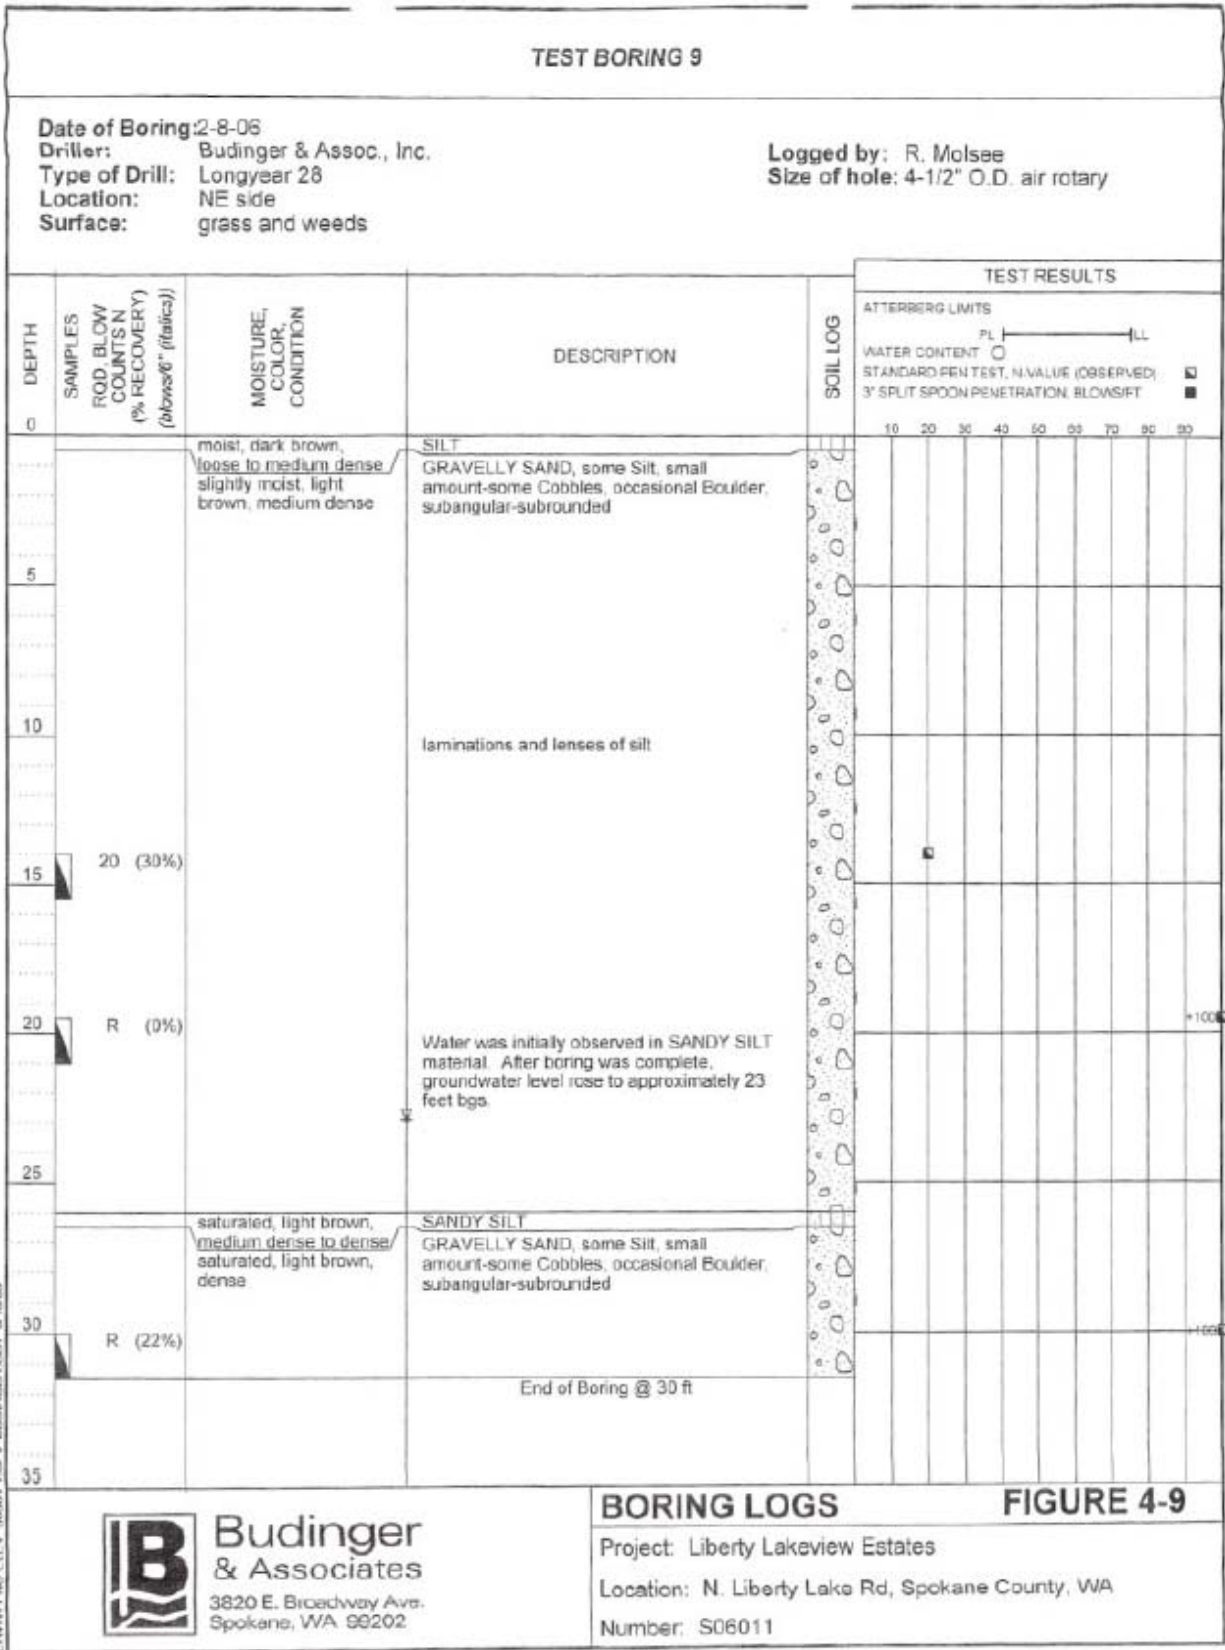 TEST BORING 9
Date of Boring: 2-8-06
Driller: Budinger & Assoc., Inc.
Type of Drill: Longyear 28
Location: NE side
Surface: grass and weeds
Logged by: R. Molsee
Size of hole: 4-1/2" O.D. air rotary
DEPTH
SAMPLES
RQD, BLOW
COUNTS N
(% RECOVERY)
(blows/6" (italics))
MOISTURE,
COLOR,
CONDITION
DESCRIPTION
SOIL LOG
TEST RESULTS
ATTERBERG LIMITS
PL LL
WATER CONTENT
STANDARD PEN TEST, N-VALUE (OBSERVED)
3" SPLIT SPOON PENETRATION, BLOWS/FT
10 20 30 40 50 60 70 80 90
0
moist, dark brown,
loose to medium dense
slightly moist, light
brown, medium dense
SILT
GRAVELLY SAND, some Silt, small
amount-some Cobbles, occasional Boulder,
subangular-subrounded
5
10
laminations and lenses of silt
20 (30%)
15
20
R (0%)
+100
Water was initially observed in SANDY SILT
material. After boring was complete,
groundwater level rose to approximately 23
feet bgs.
25
saturated, light brown,
medium dense to dense
saturated, light brown,
dense
SANDY SILT
GRAVELLY SAND, some Silt, small
amount-some Cobbles, occasional Boulder,
subangular-subrounded
30
R (22%)
+100
End of Boring @ 30 ft
35
B
Budinger
& Associates
3820 E. Broadway Ave.
Spokane, WA 99202
BORING LOGS FIGURE 4-9
Project: Liberty Lakeview Estates
Location: N. Liberty Lake Rd, Spokane County, WA
Number: S06011